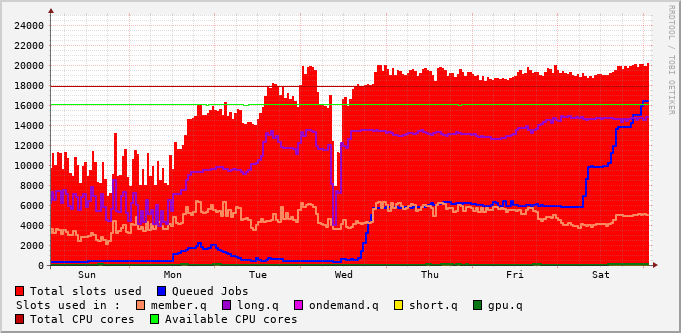 RRDTOOL / TOBI OETIKER
24000
22000
20000
18000
16000
14000
12000
10000
8000
6000
4000
2000
0
Sun Mon Tue Wed Thu Fri Sat
Total slots used Queued Jobs
Slots used in : member.q long.q ondemand.q short.q gpu.q
Total CPU cores Available CPU cores